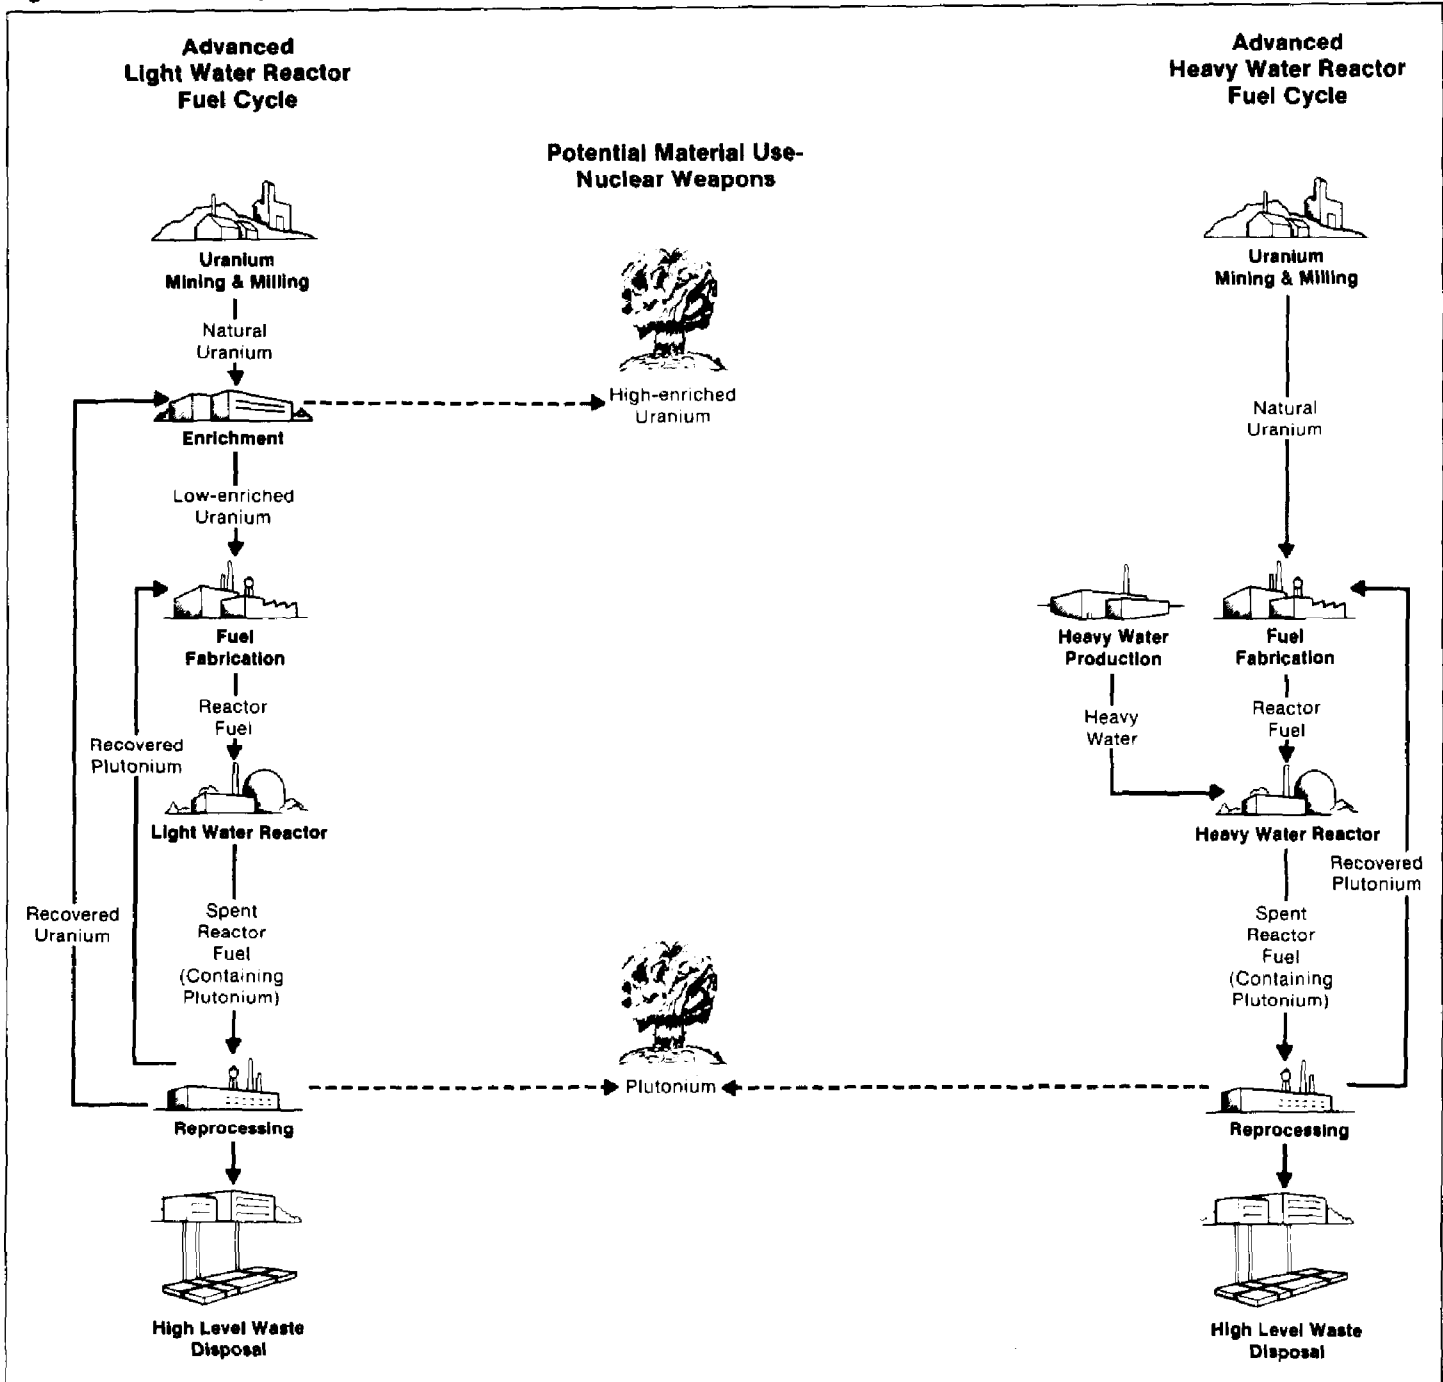 Advanced
Light Water Reactor
Fuel Cycle
Uranium
Mining & Milling
Natural
Uranium
Enrichment
Low-enriched
Uranium
Fuel
Fabrication
Reactor
Fuel
Recovered
Plutonium
Light Water Reactor
Recovered
Uranium
Spent
Reactor
Fuel
(Containing
Plutonium)
Reprocessing
High Level Waste
Disposal
Potential Material Use-
Nuclear Weapons
High-enriched
Uranium
Plutonium
Advanced
Heavy Water Reactor
Fuel Cycle
Uranium
Mining & Milling
Natural
Uranium
Heavy Water
Production
Heavy
Water
Fuel
Fabrication
Reactor
Fuel
Heavy Water Reactor
Recovered
Plutonium
Spent
Reactor
Fuel
(Containing
Plutonium)
Reprocessing
High Level Waste
Disposal